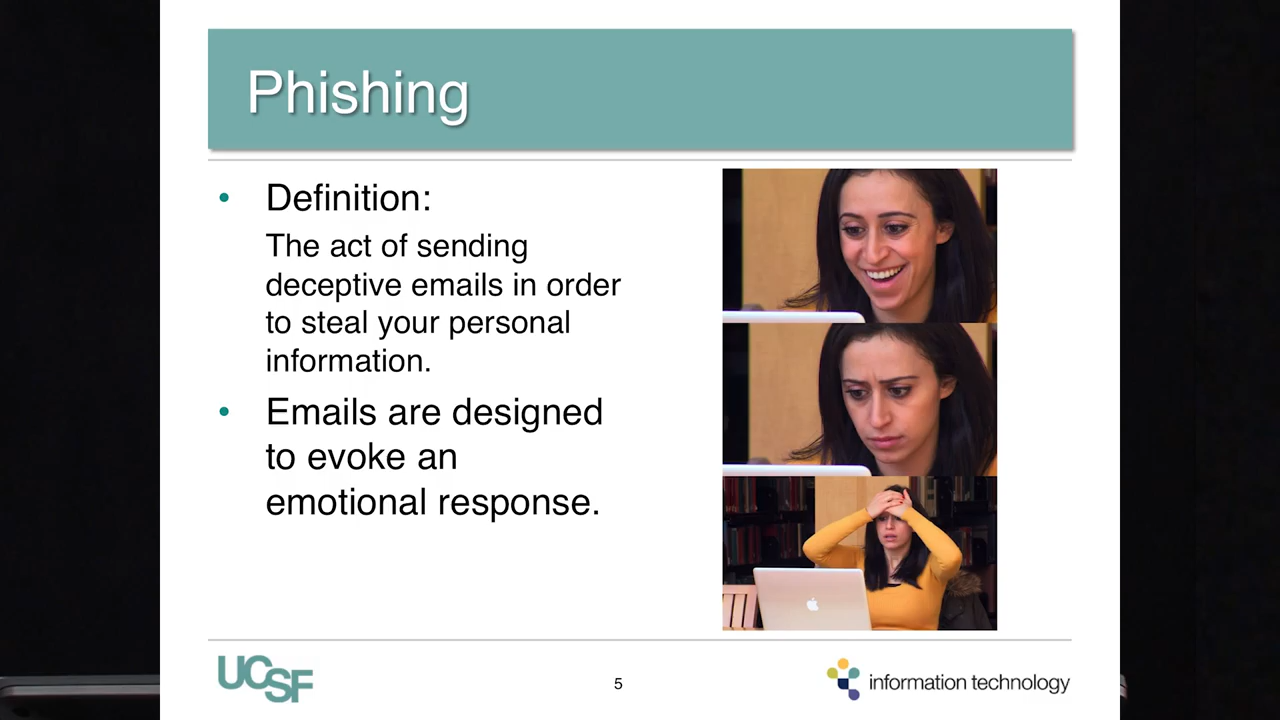 Phishing
• Definition:
The act of sending
deceptive emails in order
to steal your personal
information.
• Emails are designed
to evoke an
emotional response.
UCSF
5
information technology